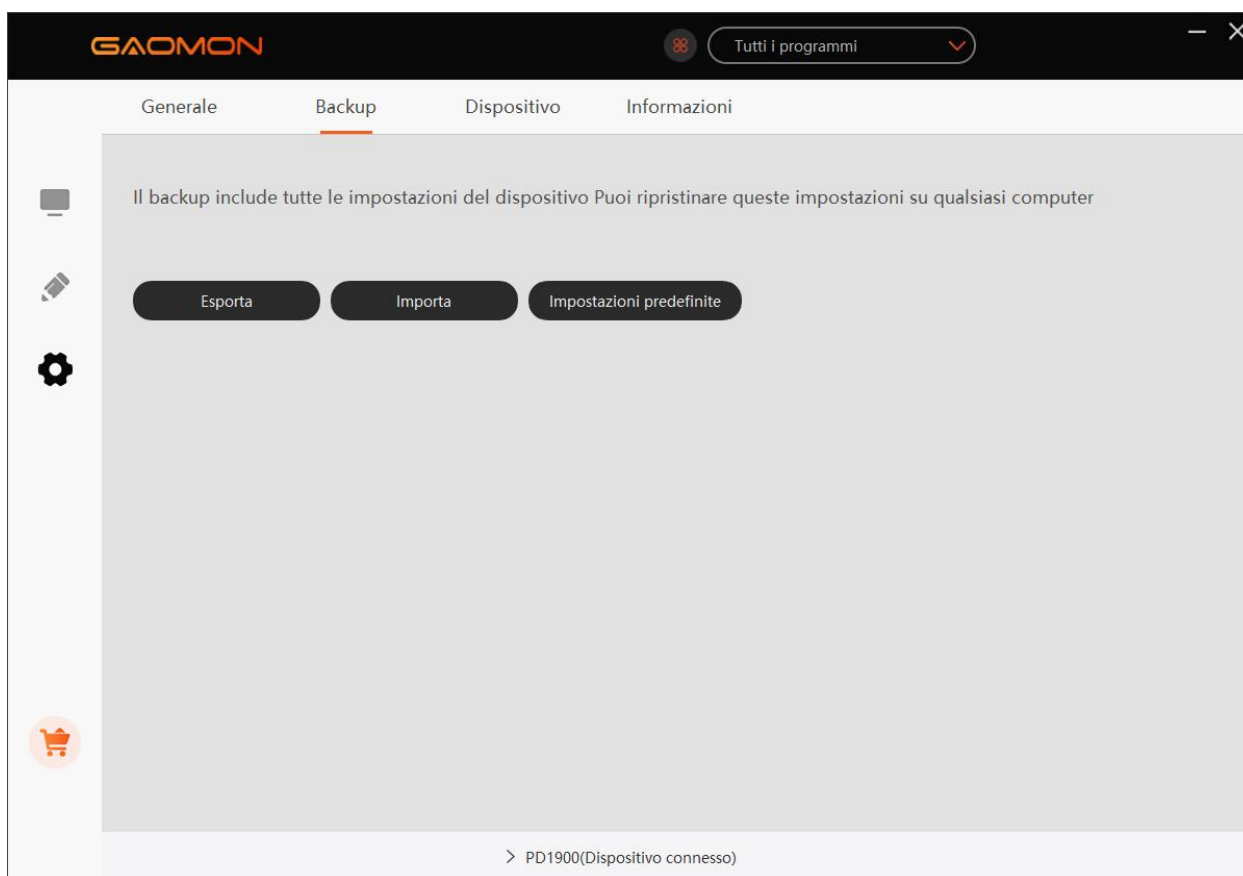 GAOMON
Tutti i programmi
Generale Backup Dispositivo Informazioni
Il backup include tutte le impostazioni del dispositivo Puoi ripristinare queste impostazioni su qualsiasi computer
Esporta Importa Impostazioni predefinite
PD1900(Dispositivo connesso)